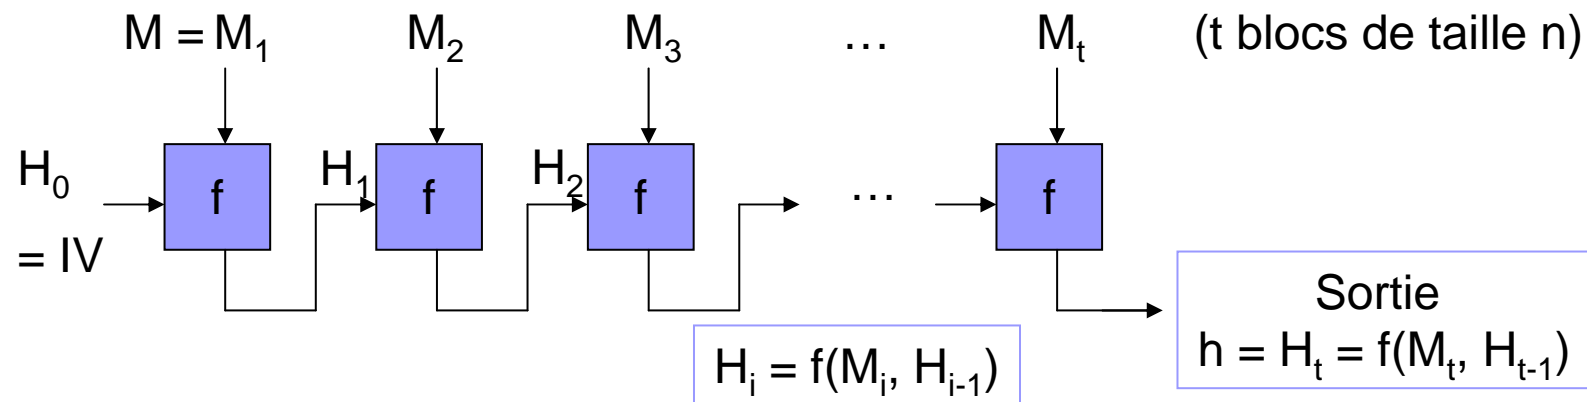 M = M₁ M₂ M₃ ... Mₜ (t blocs de taille n)
H₀ f H₁ f H₂ f ... f
= IV
Sortie
h = Hₜ = f(Mₜ, Hₜ₋₁)
Hᵢ = f(Mᵢ, Hᵢ₋₁)